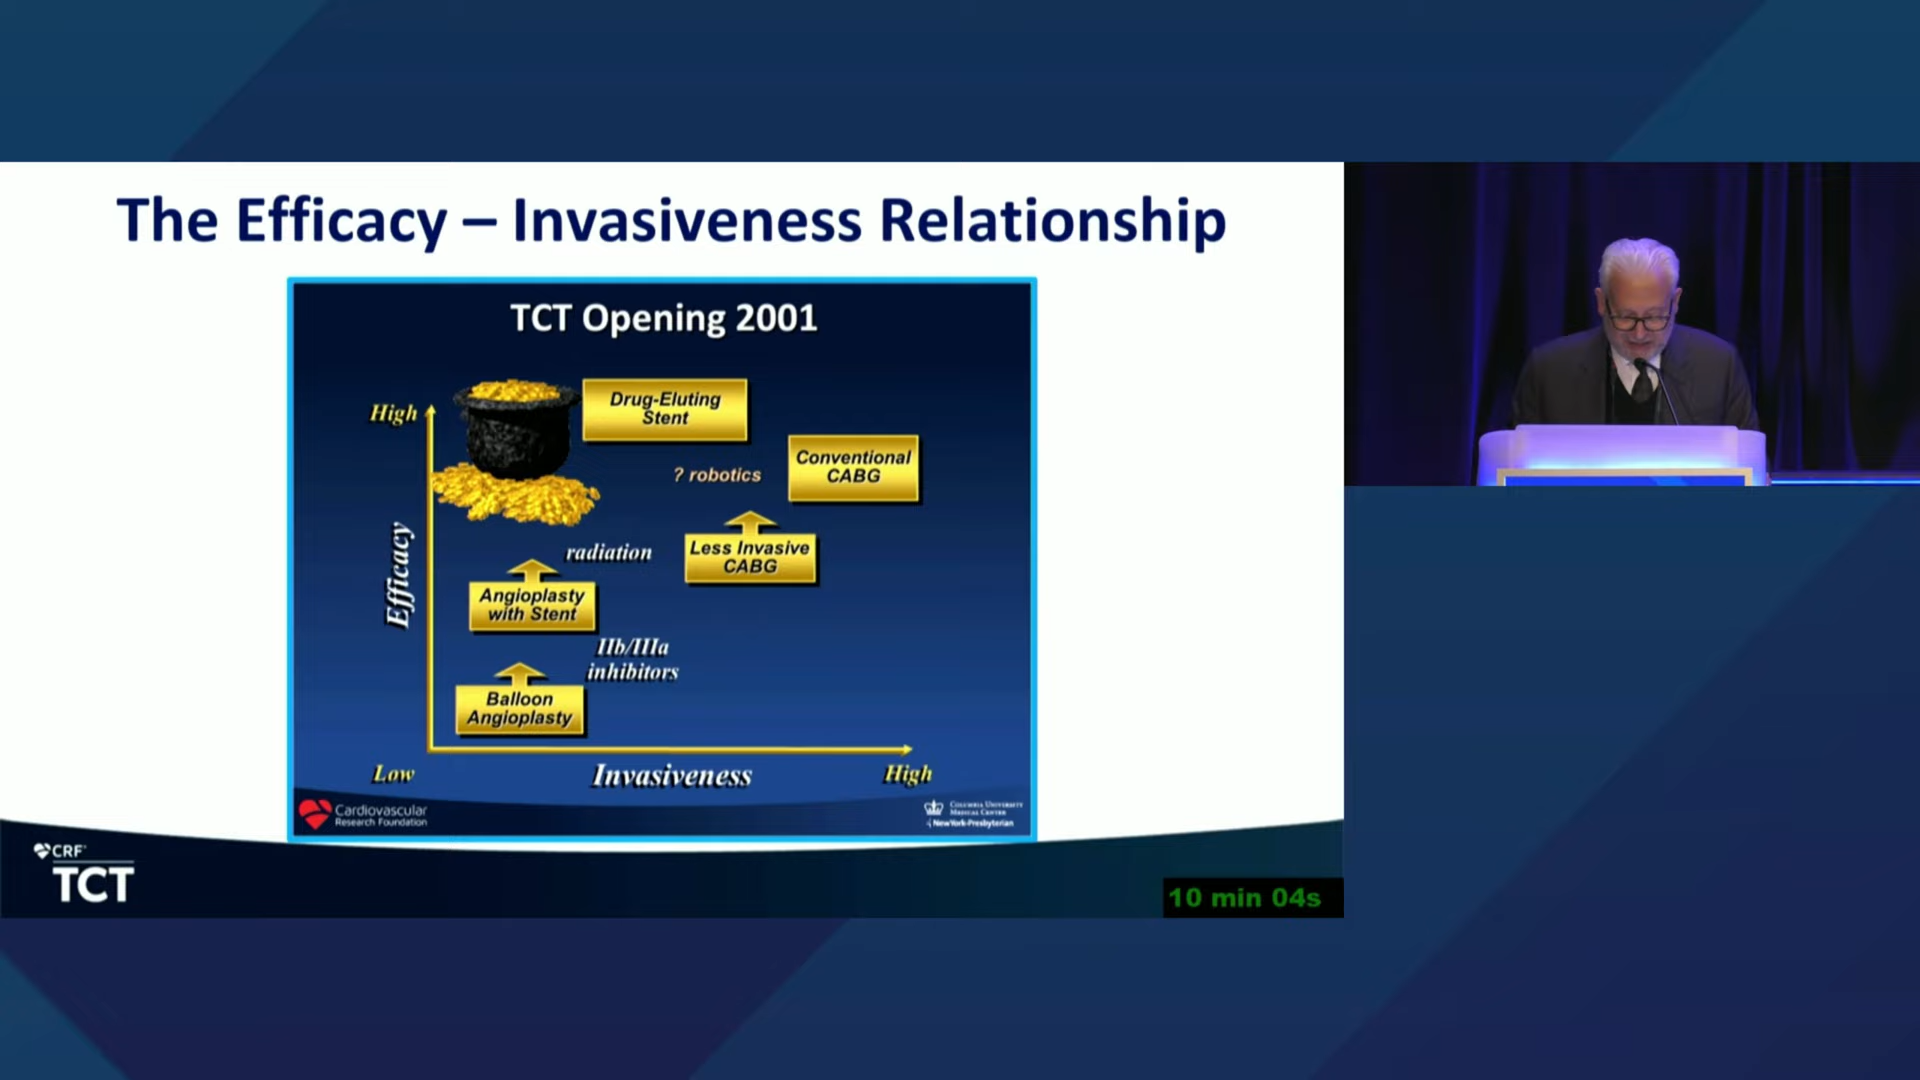 The Efficacy – Invasiveness Relationship
TCT Opening 2001
High
Drug-Eluting
Stent
? robotics
Conventional
CABG
Efficacy
radiation
Less Invasive
CABG
Angioplasty
with Stent
IIb/IIIa
inhibitors
Balloon
Angioplasty
Low
Invasiveness
High
Cardiovascular
Research Foundation
Columbia University
Medical Center
NewYork-Presbyterian
CRF
TCT
10 min 04s